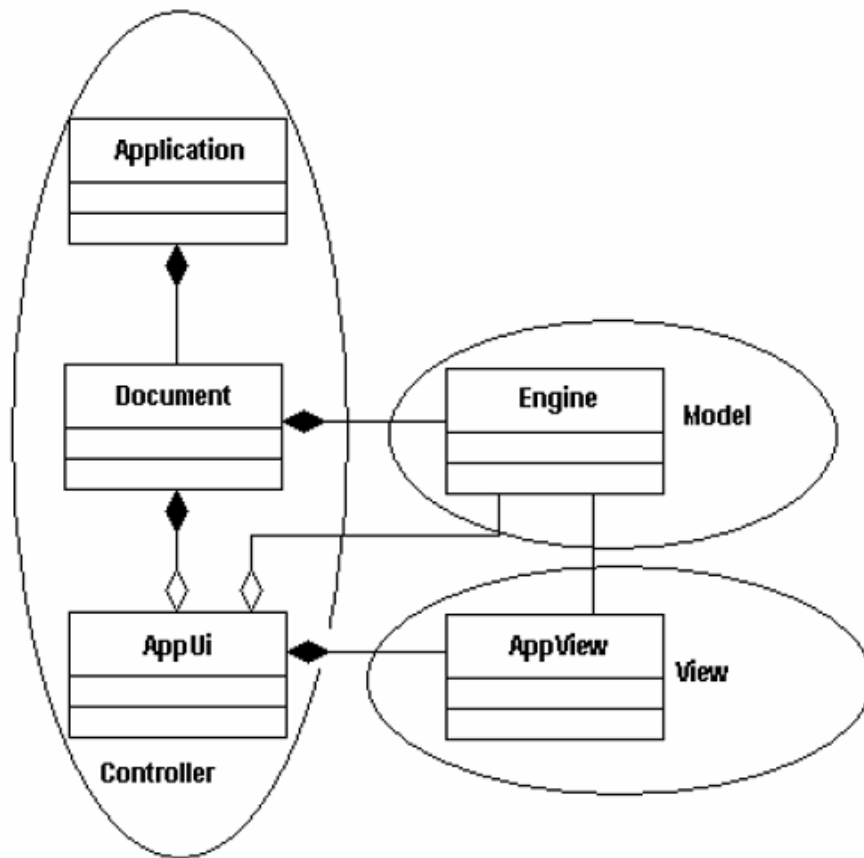 Application
Document
Engine
Model
AppUi
AppView
View
Controller